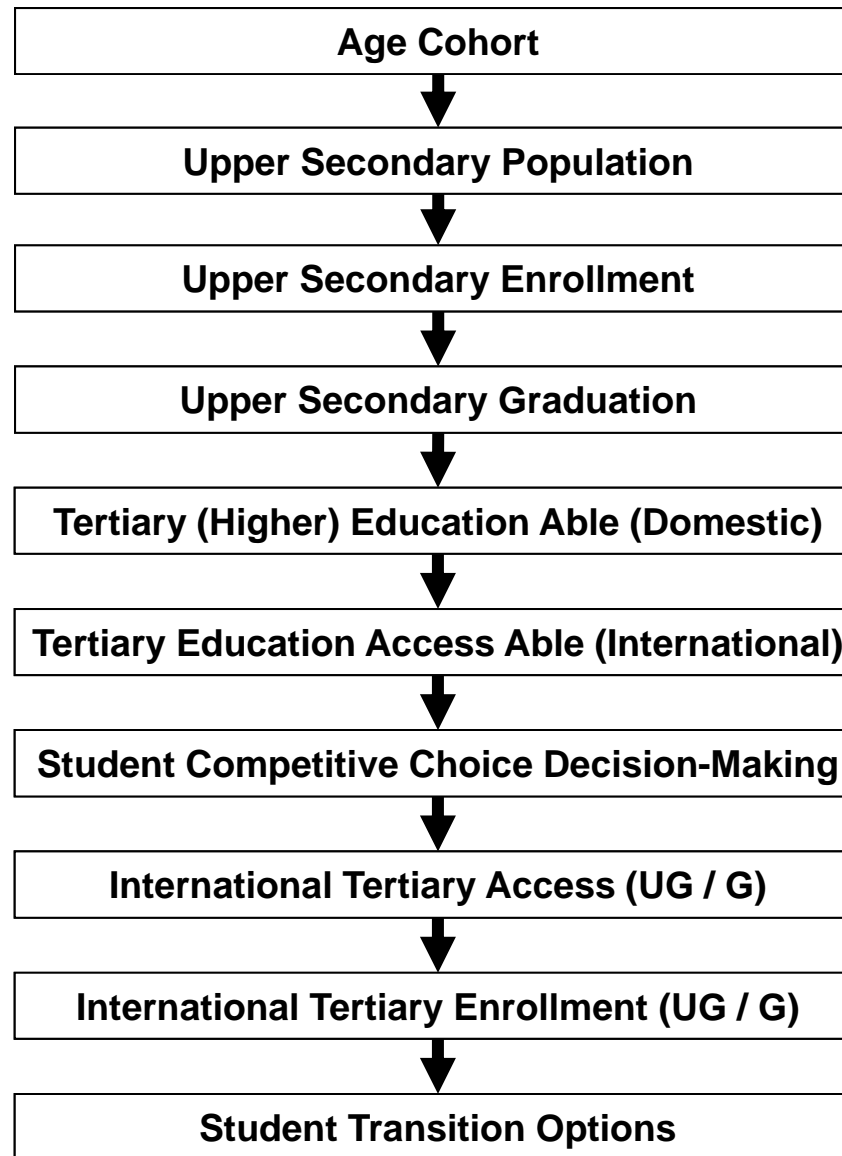 Age Cohort
Upper Secondary Population
Upper Secondary Enrollment
Upper Secondary Graduation
Tertiary (Higher) Education Able (Domestic)
Tertiary Education Access Able (International)
Student Competitive Choice Decision-Making
International Tertiary Access (UG / G)
International Tertiary Enrollment (UG / G)
Student Transition Options